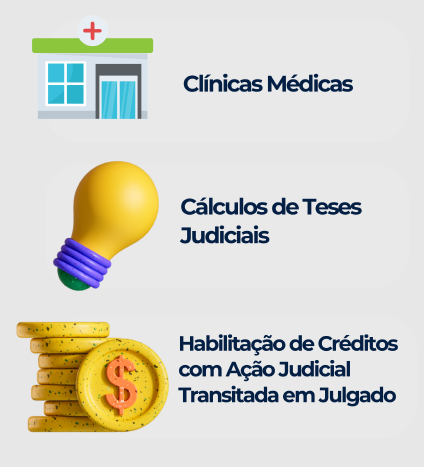 Clínicas Médicas
Cálculos de Teses
Judiciais
Habilitação de Créditos
com Ação Judicial
Transitada em Julgado
$